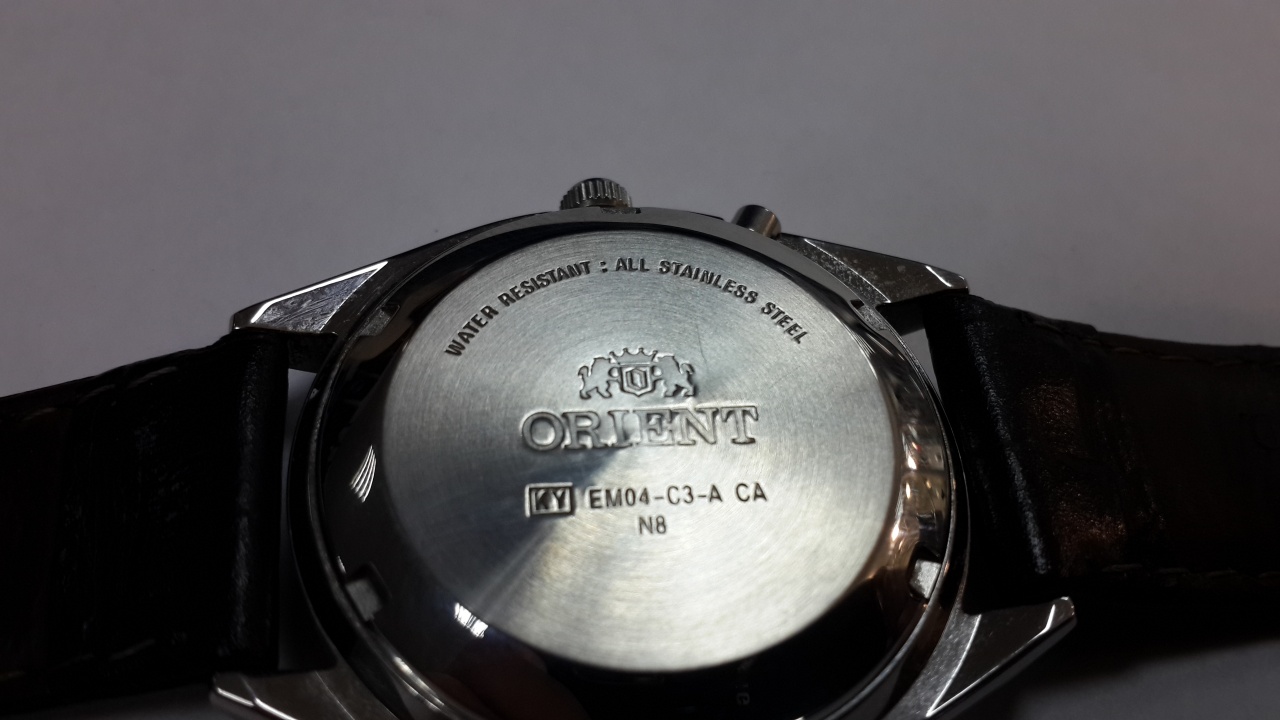 WATER RESISTANT : ALL STAINLESS STEEL
ORIENT
KY EM04-C3-A CA
N8